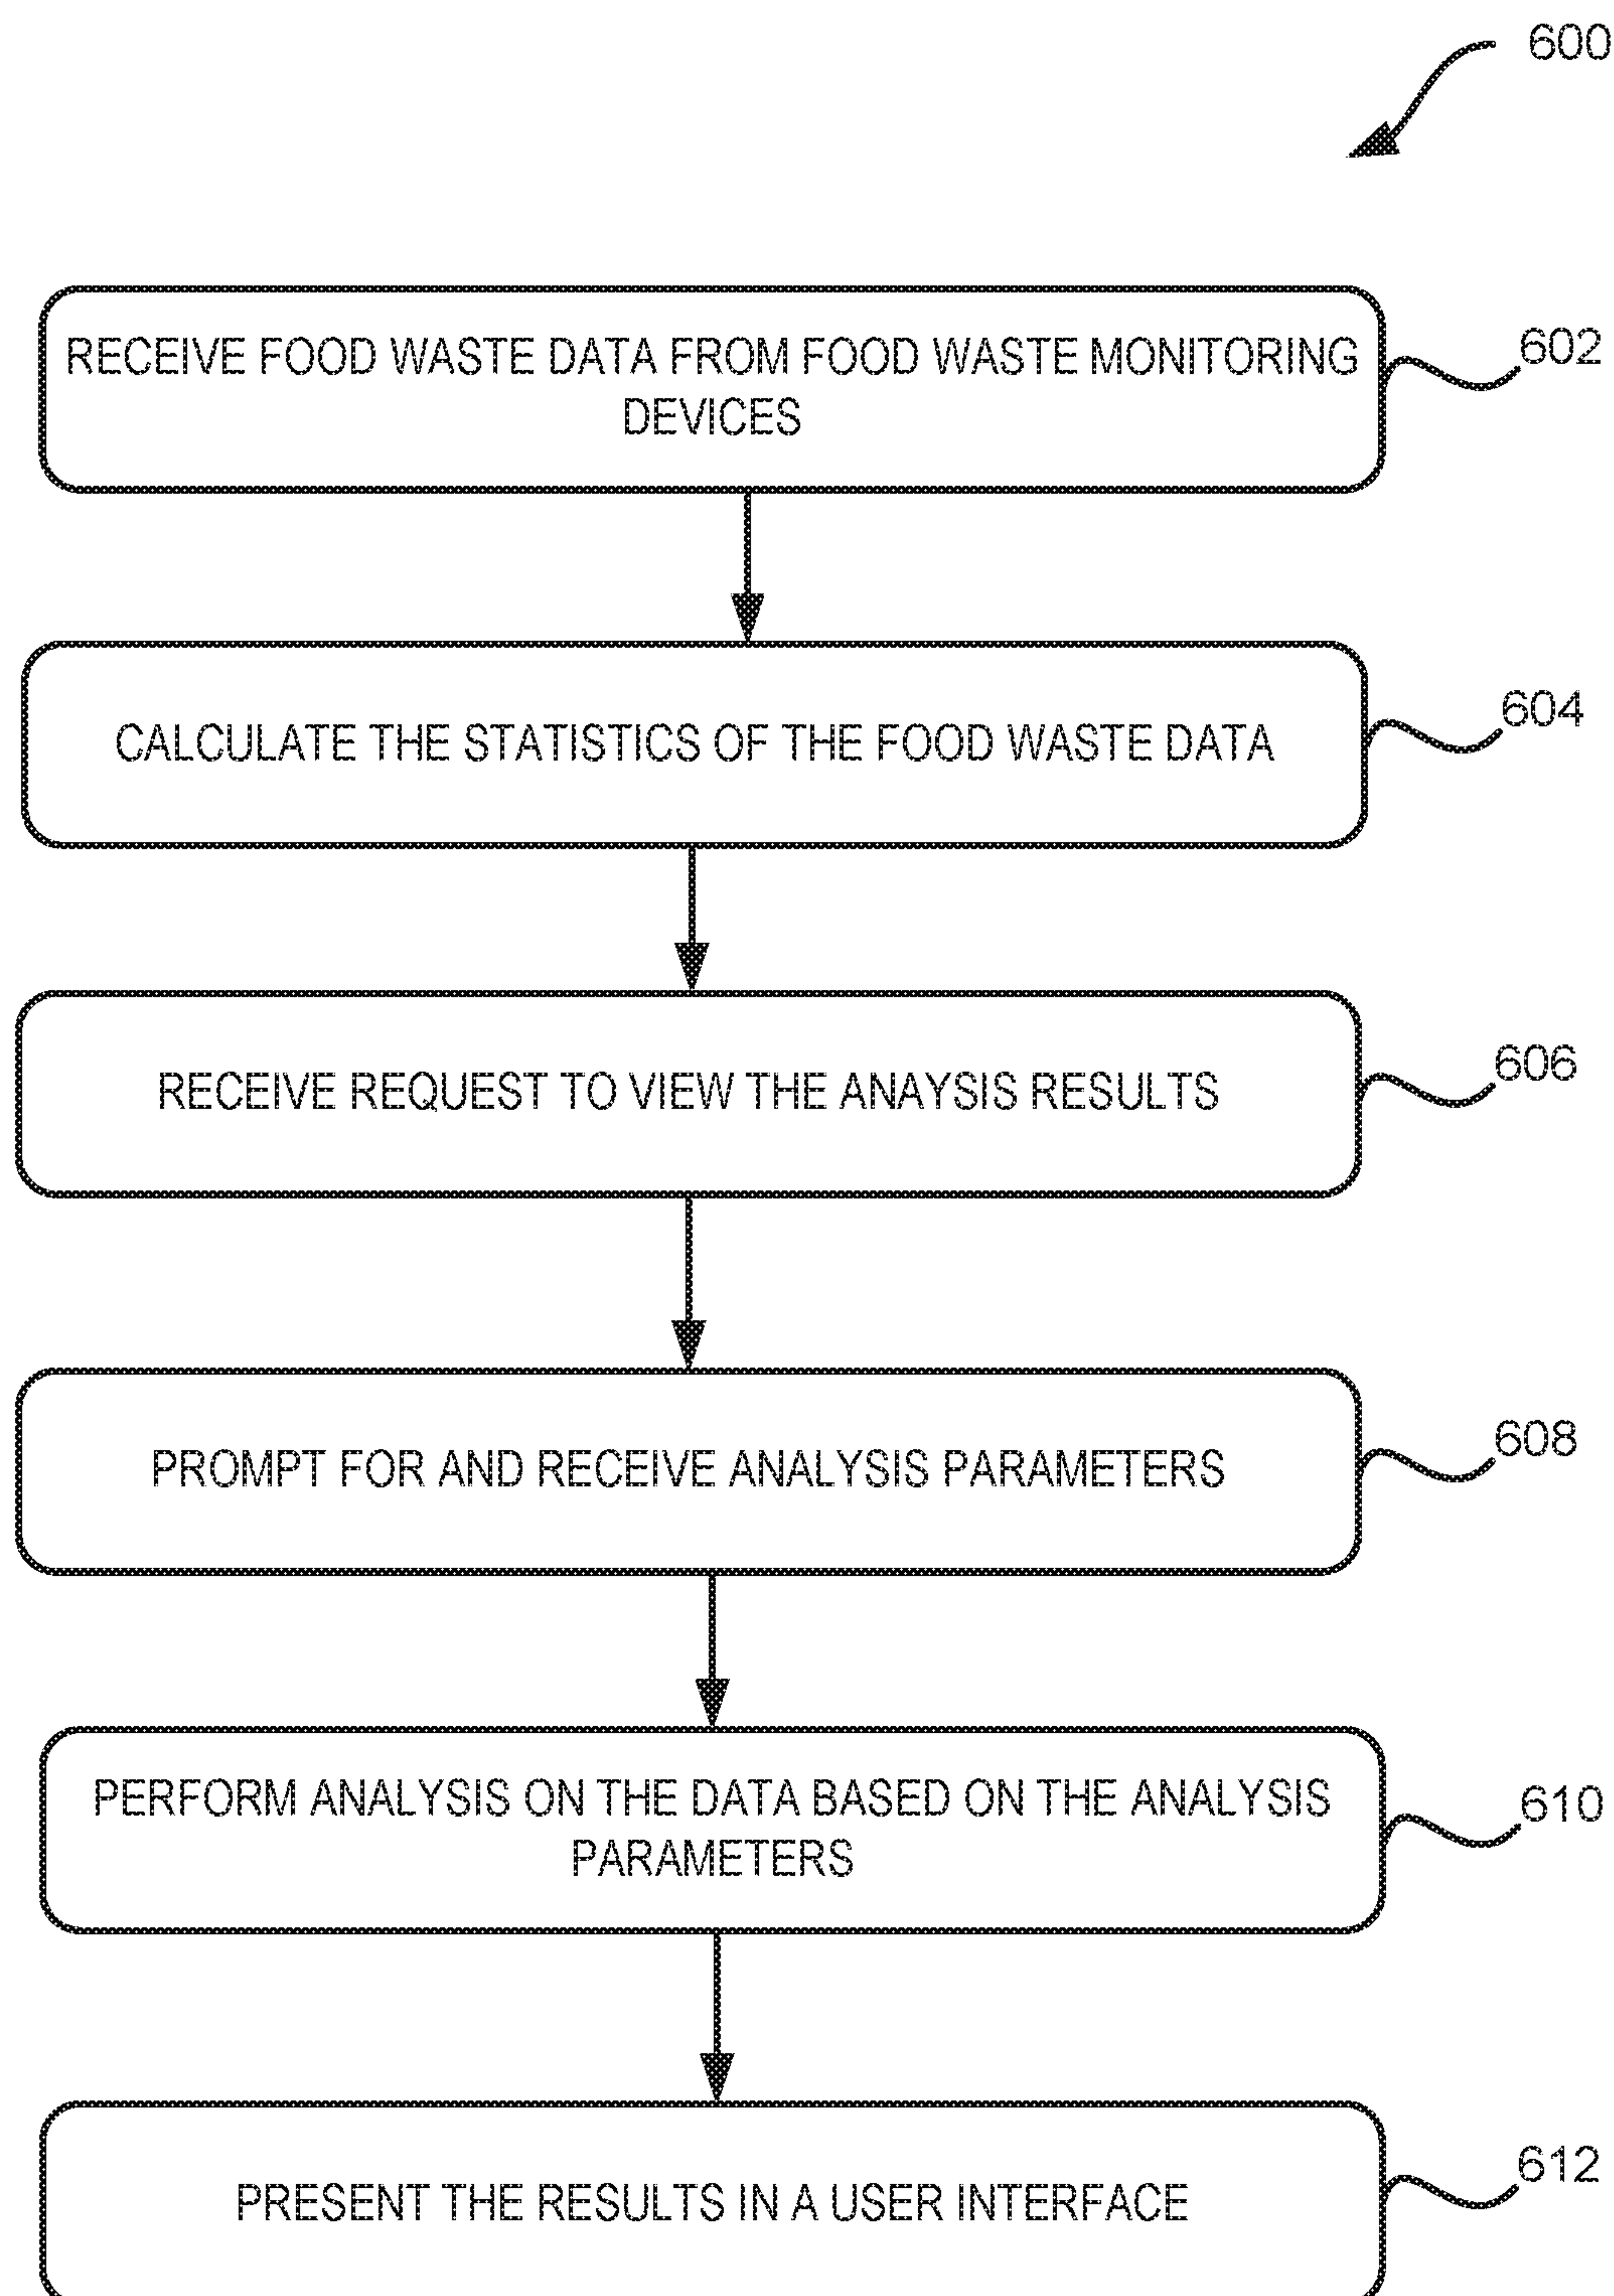 600
RECEIVE FOOD WASTE DATA FROM FOOD WASTE MONITORING
DEVICES
602
CALCULATE THE STATISTICS OF THE FOOD WASTE DATA
604
RECEIVE REQUEST TO VIEW THE ANAYSIS RESULTS
606
PROMPT FOR AND RECEIVE ANALYSIS PARAMETERS
608
PERFORM ANALYSIS ON THE DATA BASED ON THE ANALYSIS
PARAMETERS
610
PRESENT THE RESULTS IN A USER INTERFACE
612